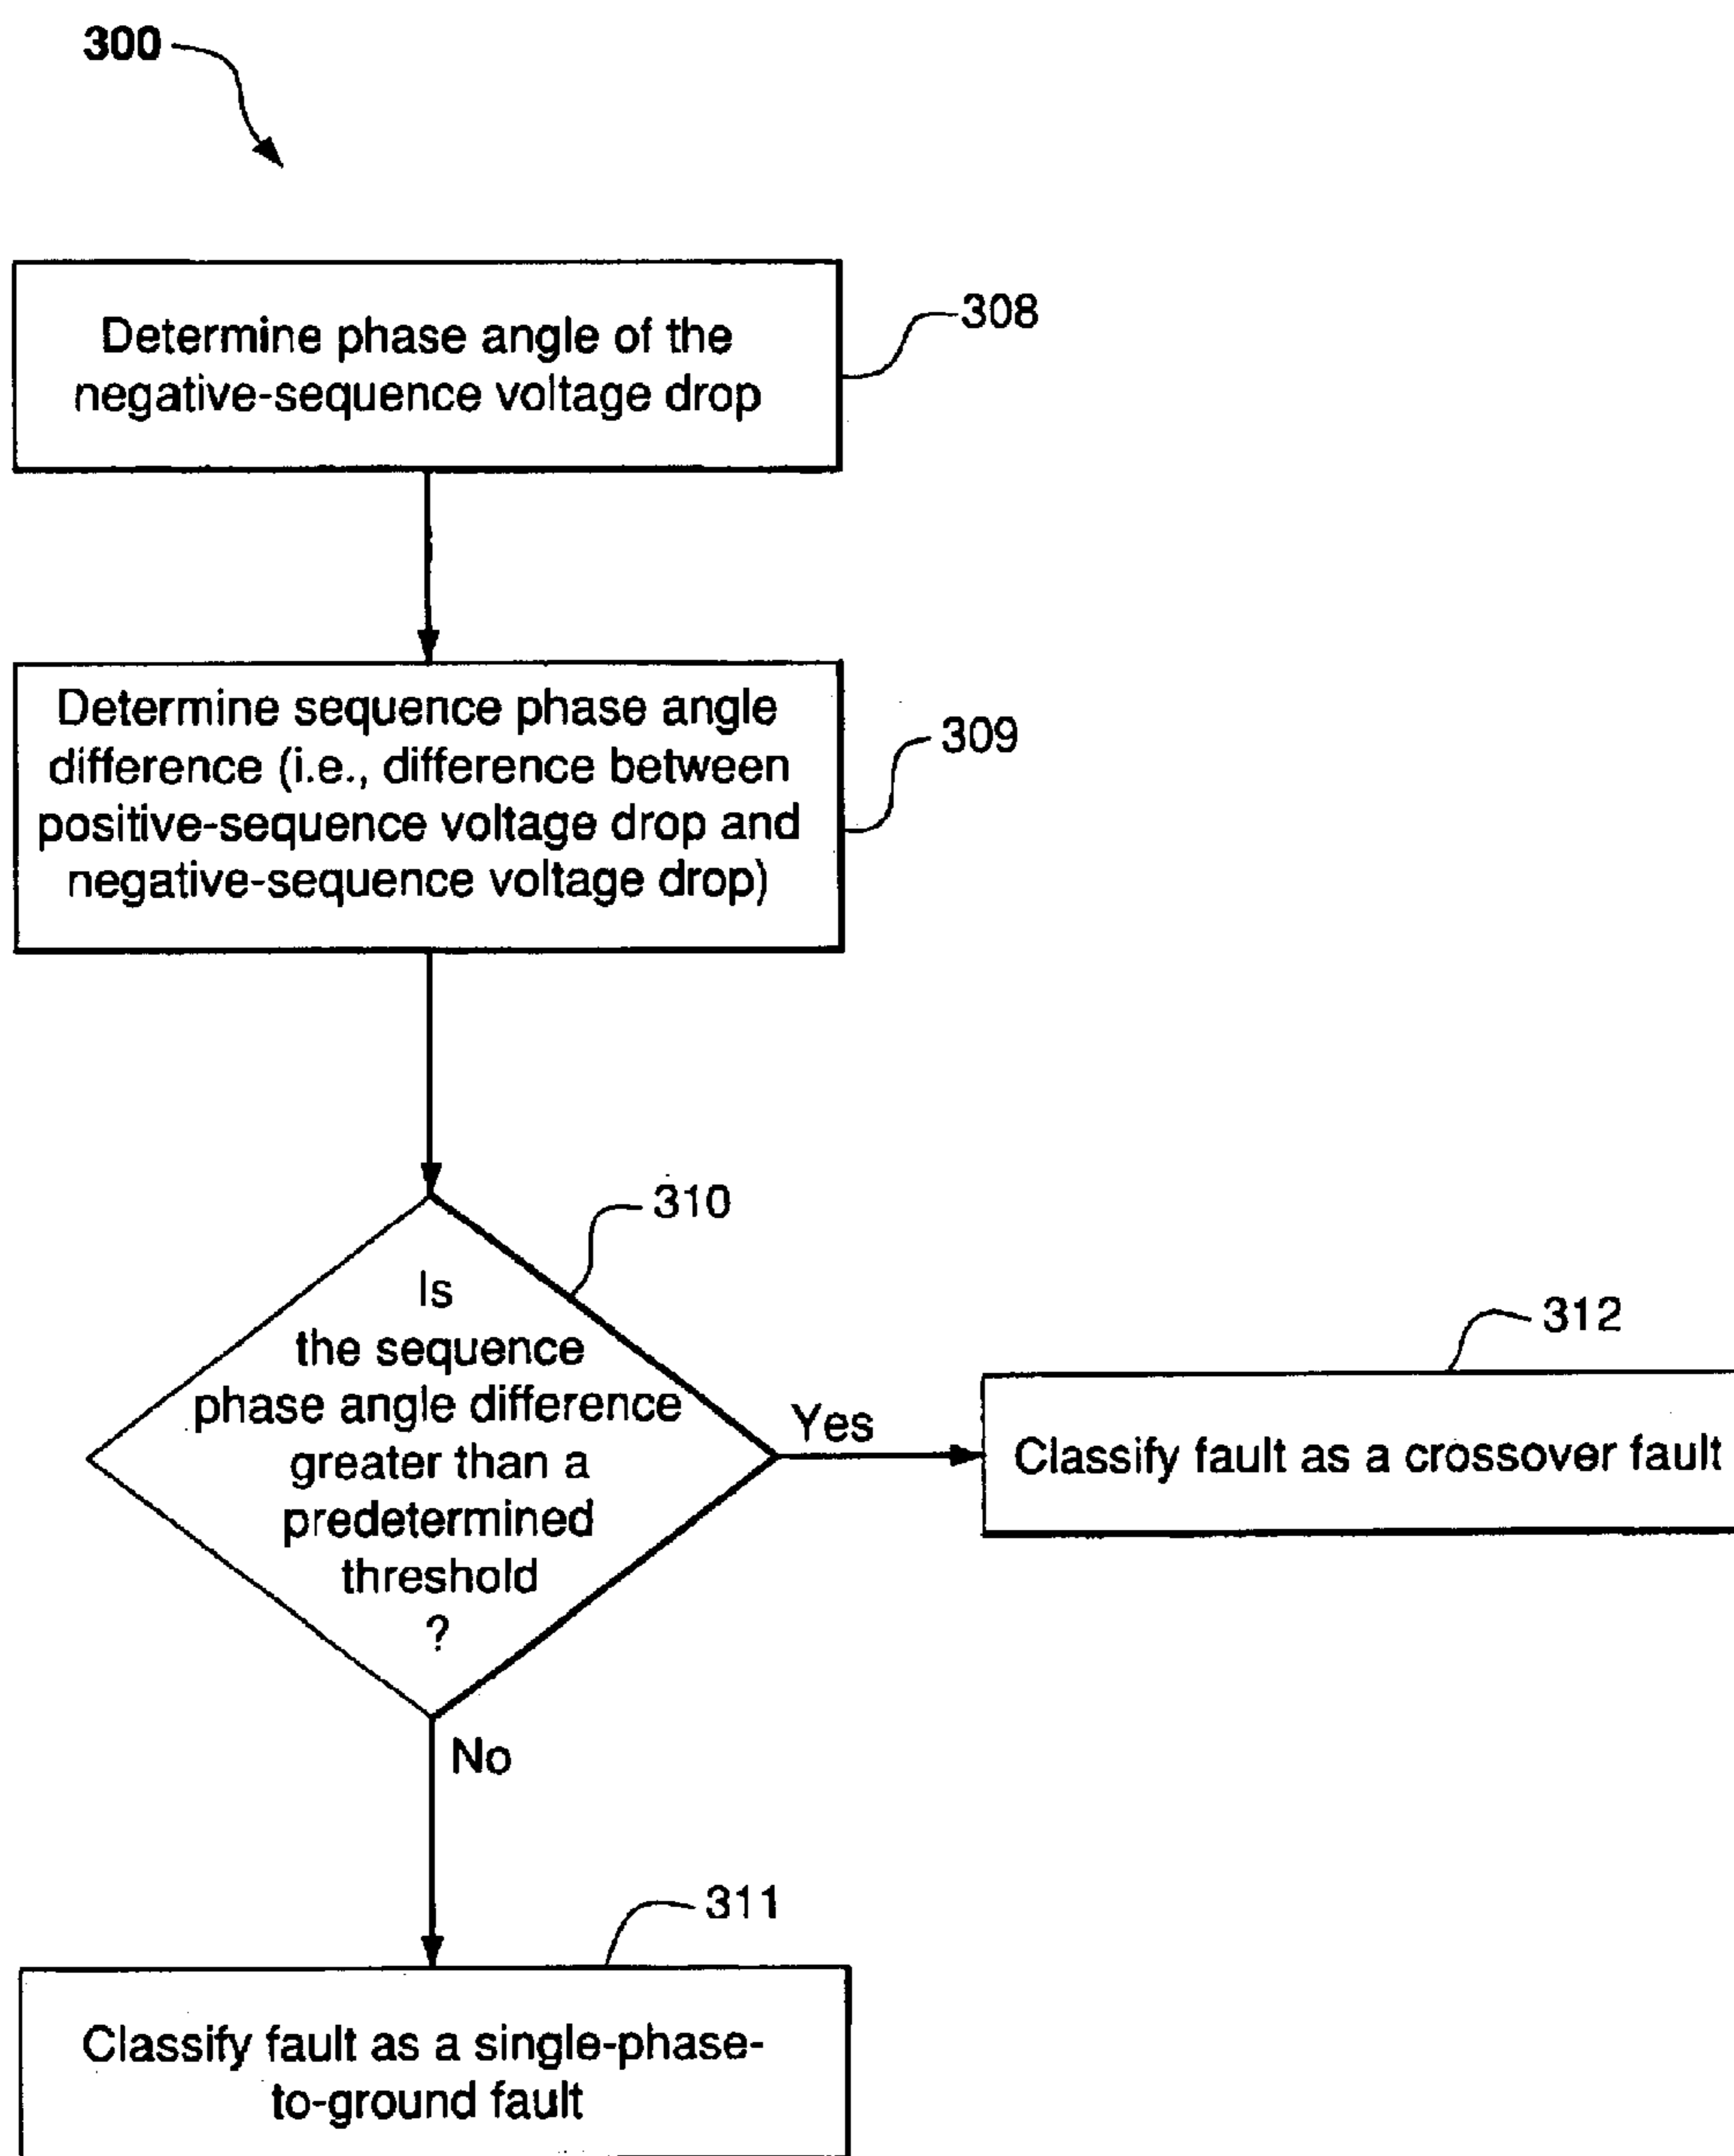 300
Determine phase angle of the
negative-sequence voltage drop
308
Determine sequence phase angle
difference (i.e., difference between
positive-sequence voltage drop and
negative-sequence voltage drop)
309
310
Is
the sequence
phase angle difference
greater than a
predetermined
threshold
?
Yes
312
Classify fault as a crossover fault
No
311
Classify fault as a single-phase-
to-ground fault